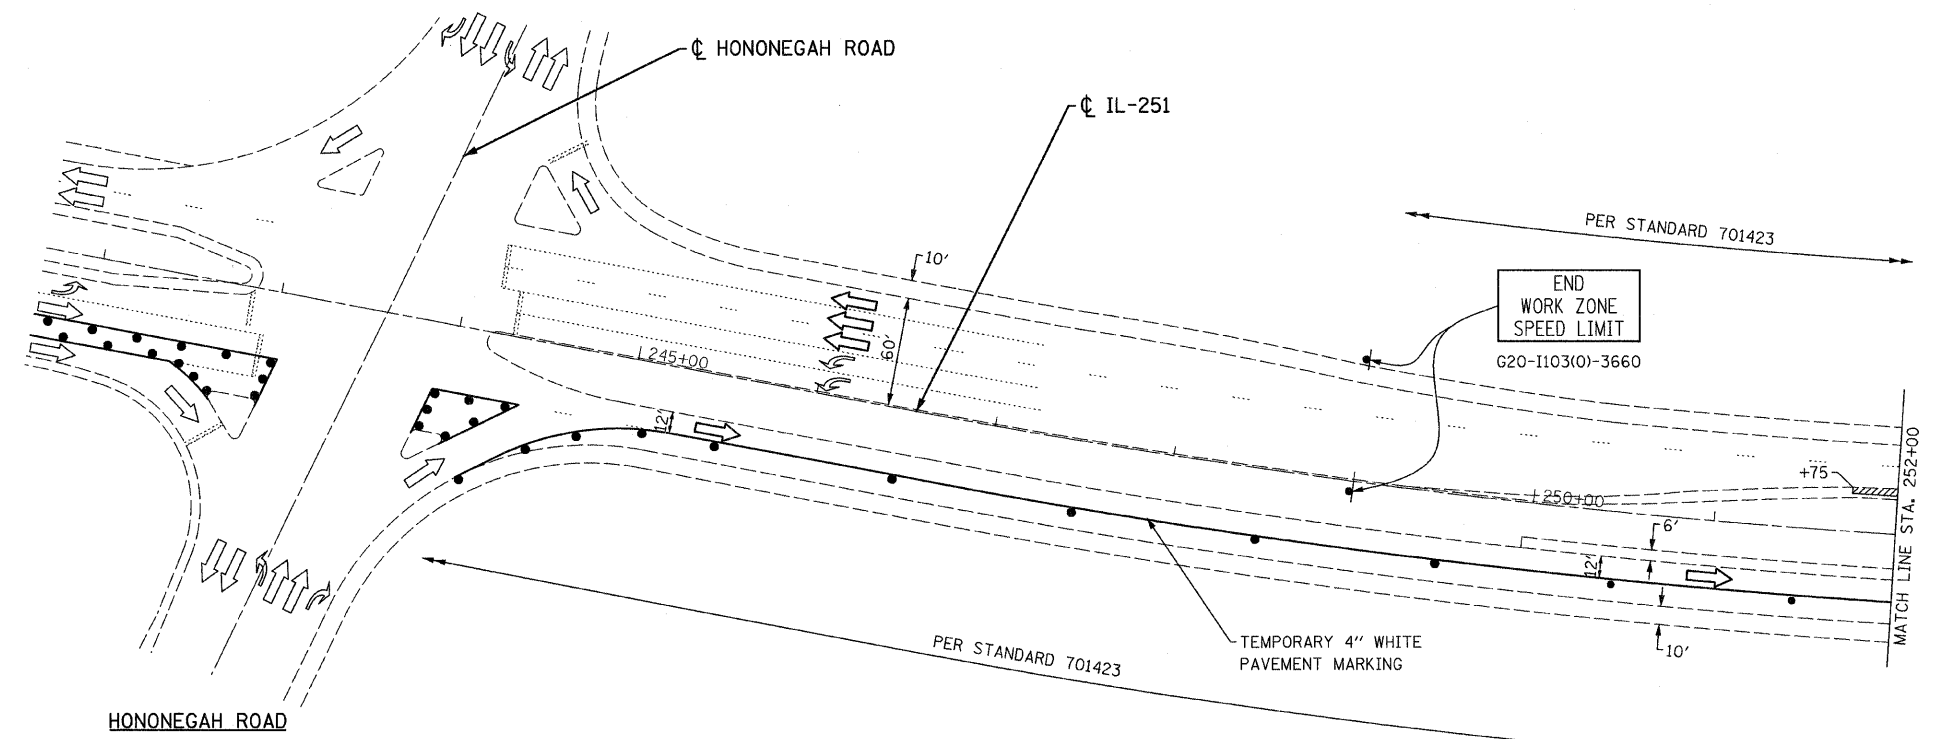 ℄ HONONEGAH ROAD
℄ IL-251
PER STANDARD 701423
10'
END
WORK ZONE
SPEED LIMIT
G20-I103(0)-3660
60'
245+00
12'
+75
250+00
6'
12'
MATCH LINE STA. 252+00
TEMPORARY 4" WHITE
PAVEMENT MARKING
10'
PER STANDARD 701423
HONONEGAH ROAD